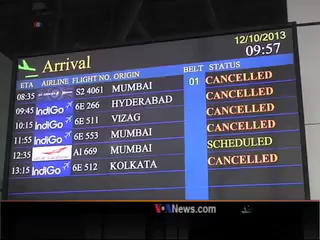 12/10/2013
09:57
Arrival
ETA AIRLINE FLIGHT NO. ORIGIN BELT STATUS
08:35 S2 4061 MUMBAI 01 CANCELLED
09:45 IndiGo 6E 266 HYDERABAD CANCELLED
10:15 IndiGo 6E 511 VIZAG CANCELLED
11:55 IndiGo 6E 553 MUMBAI CANCELLED
12:35 AI 669 MUMBAI SCHEDULED
13:15 IndiGo 6E 512 KOLKATA CANCELLED
VOANews.com